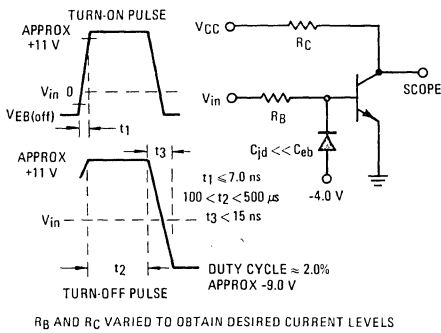 TURN-ON PULSE
APPROX
+11 V
Vin 0
VEB(off)
t1
t3
APPROX
+11 V
Vin
t2
TURN-OFF PULSE
t1 ⩽ 7.0 ns
100 < t2 < 500 μs
t3 < 15 ns
DUTY CYCLE ≈ 2.0%
APPROX -9.0 V
VCC
RC
SCOPE
Vin
RB
Cjd << Ceb
-4.0 V
RB AND RC VARIED TO OBTAIN DESIRED CURRENT LEVELS